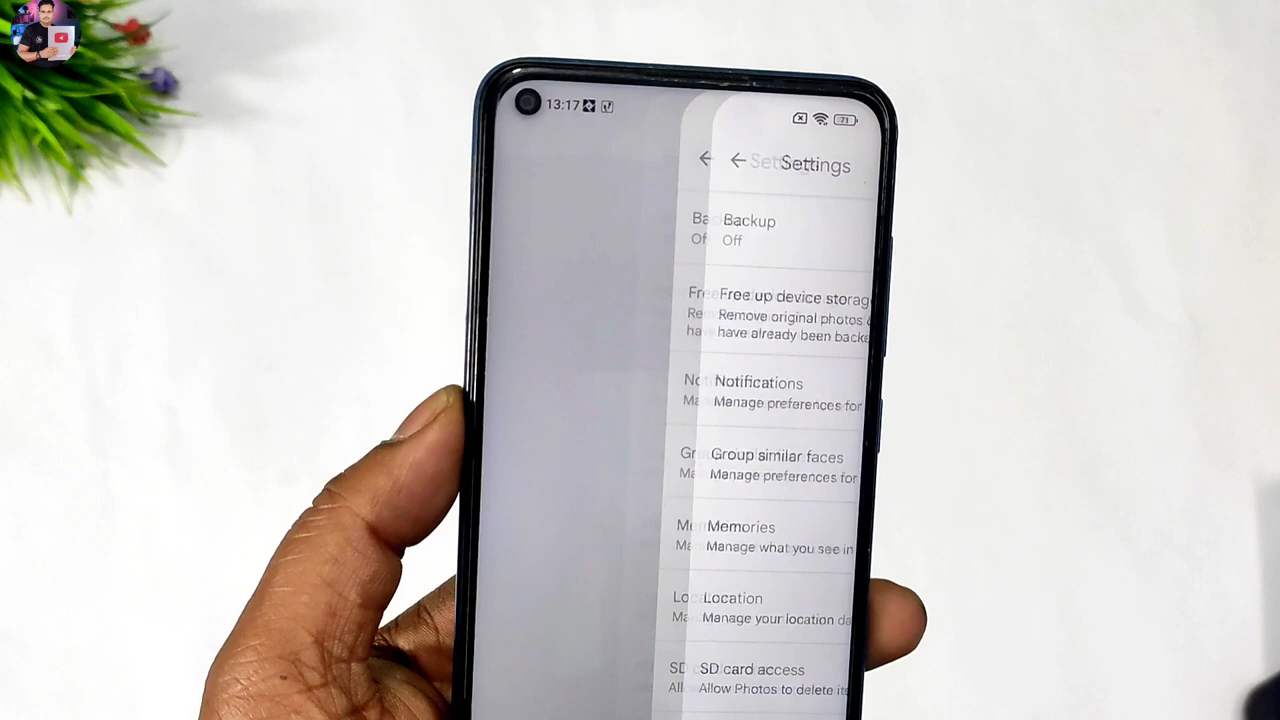 13:17
71
Settings
Backup
Off
Free up device storag
Remove original photos
have already been backe
Notifications
Manage preferences for
Group similar faces
Manage preferences for
Memories
Manage what you see in
Location
Manage your location da
SD card access
Allow Photos to delete ite